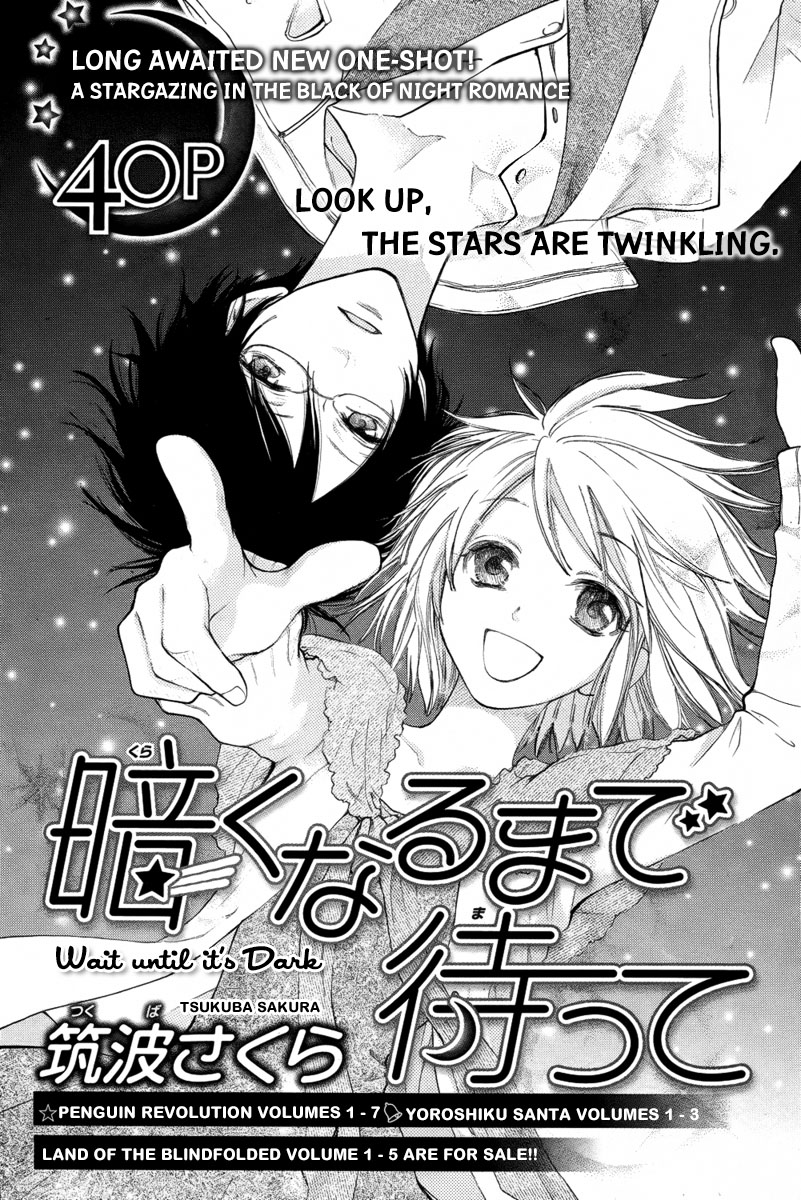 LONG AWAITED NEW ONE-SHOT!
A STARGAZING IN THE BLACK OF NIGHT ROMANCE
40P
LOOK UP,
THE STARS ARE TWINKLING.
くら
暗くなるまで
ま
待って
Wait until it's Dark
TSUKUBA SAKURA
つくば
筑波さくら
☆PENGUIN REVOLUTION VOLUMES 1 - 7 YOROSHIKU SANTA VOLUMES 1 - 3
LAND OF THE BLINDFOLDED VOLUME 1 - 5 ARE FOR SALE!!